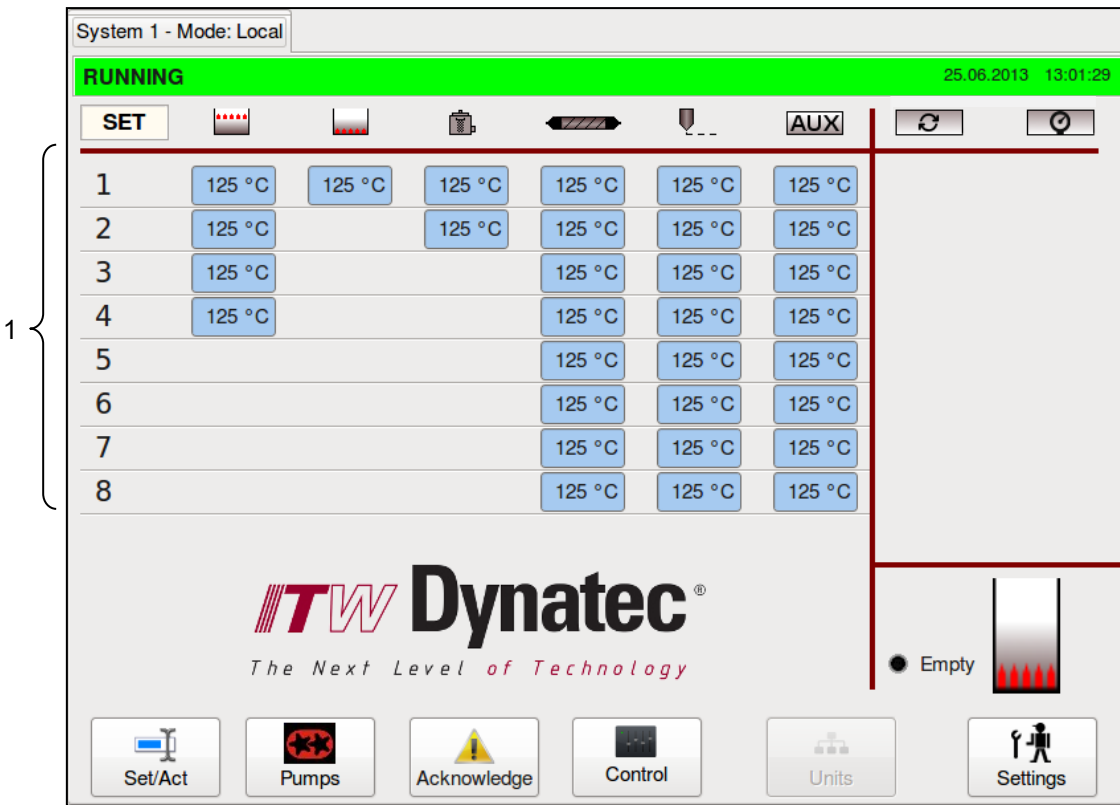 System 1 - Mode: Local
RUNNING 25.06.2013 13:01:29
SET AUX
1 125 °C 125 °C 125 °C 125 °C 125 °C 125 °C
2 125 °C 125 °C 125 °C 125 °C 125 °C
3 125 °C 125 °C 125 °C 125 °C
4 125 °C 125 °C 125 °C 125 °C
5 125 °C 125 °C 125 °C
6 125 °C 125 °C 125 °C
7 125 °C 125 °C 125 °C
8 125 °C 125 °C 125 °C
1
ITW Dynatec®
The Next Level of Technology
Empty
Set/Act Pumps Acknowledge Control Units Settings